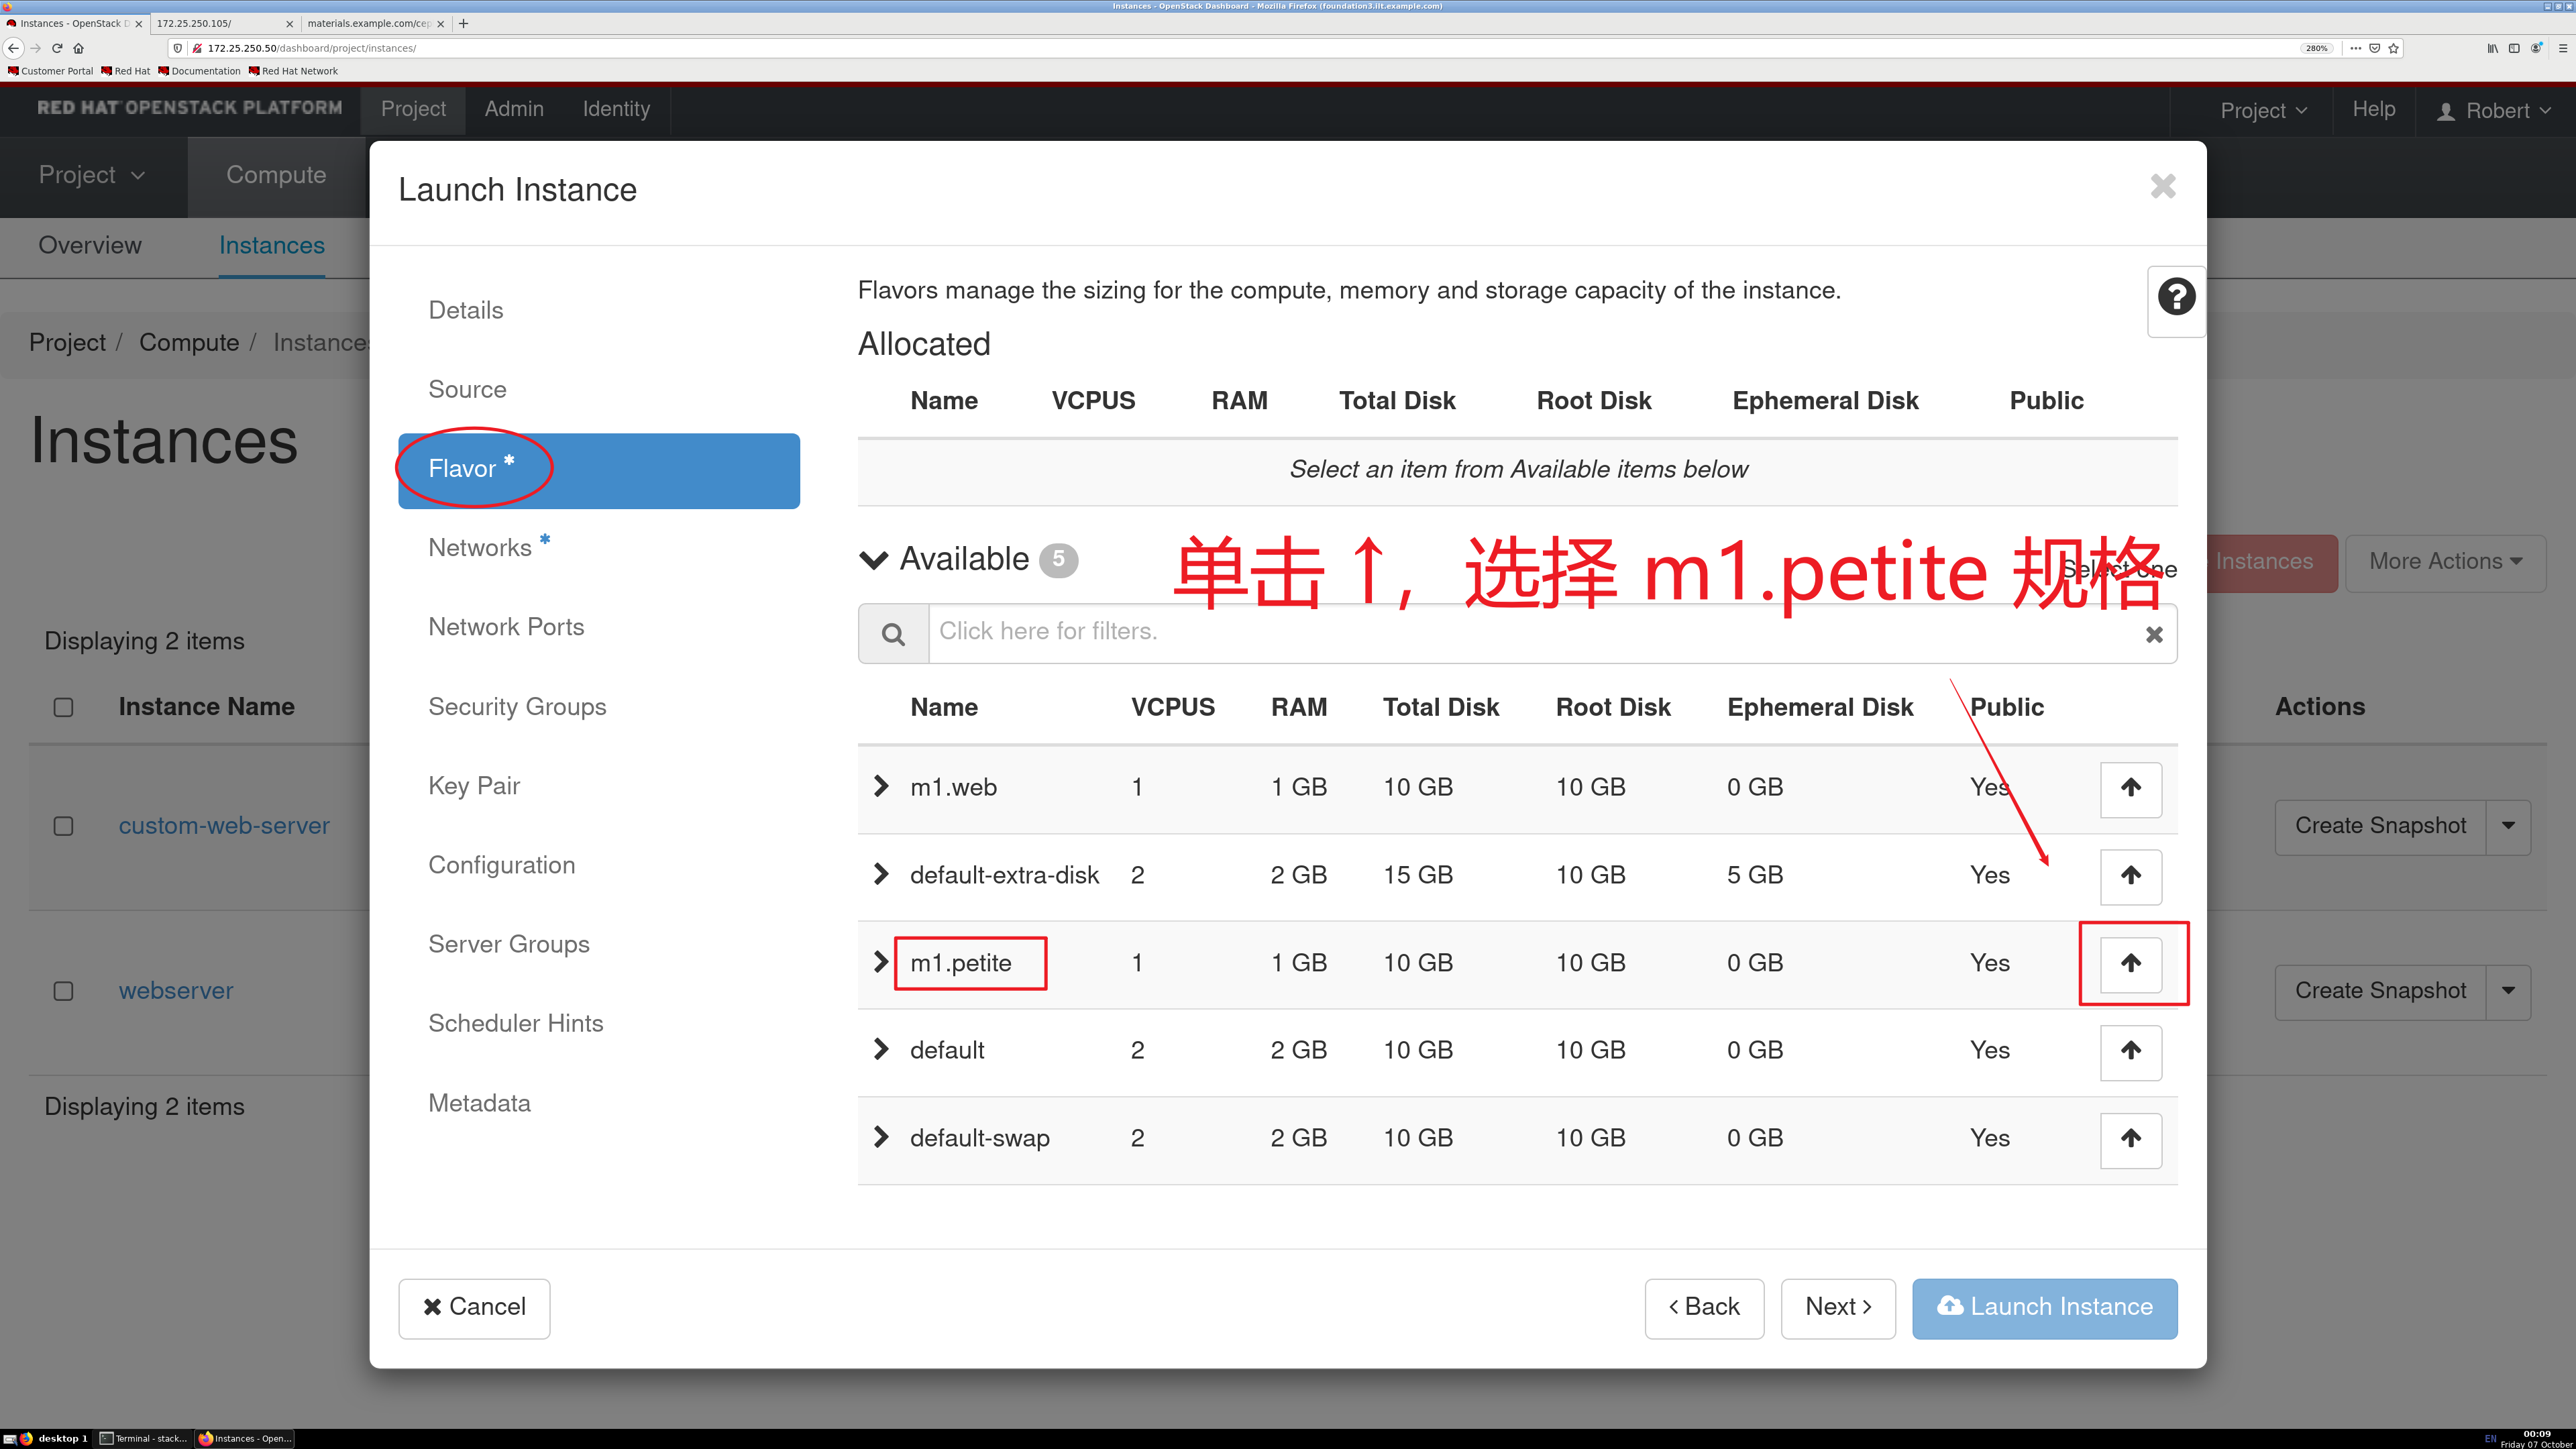 Instances - OpenStack Dashboard - Mozilla Firefox (foundation3.ilt.example.com)
Instances - OpenStack D
172.25.250.105/
materials.example.com/cep
172.25.250.50/dashboard/project/instances/
280%
Customer Portal
Red Hat
Documentation
Red Hat Network
RED HAT OPENSTACK PLATFORM
Project
Admin
Identity
Project
Help
Robert
Project
Compute
Overview
Instances
Project / Compute / Instances
Instances
Instances
More Actions
Displaying 2 items
Instance Name
Actions
custom-web-server
Create Snapshot
webserver
Create Snapshot
Displaying 2 items
Launch Instance
Details
Source
Flavor *
Networks *
Network Ports
Security Groups
Key Pair
Configuration
Server Groups
Scheduler Hints
Metadata
Flavors manage the sizing for the compute, memory and storage capacity of the instance.
Allocated
Name VCPUS RAM Total Disk Root Disk Ephemeral Disk Public
Select an item from Available items below
Available 5
单击↑，选择 m1.petite 规格
Select one
Click here for filters.
Name VCPUS RAM Total Disk Root Disk Ephemeral Disk Public
m1.web 1 1 GB 10 GB 10 GB 0 GB Yes
default-extra-disk 2 2 GB 15 GB 10 GB 5 GB Yes
m1.petite 1 1 GB 10 GB 10 GB 0 GB Yes
default 2 2 GB 10 GB 10 GB 0 GB Yes
default-swap 2 2 GB 10 GB 10 GB 0 GB Yes
Cancel
Back
Next
Launch Instance
desktop 1
Terminal - stack...
Instances - Open...
EN
00:09
Friday 07 October